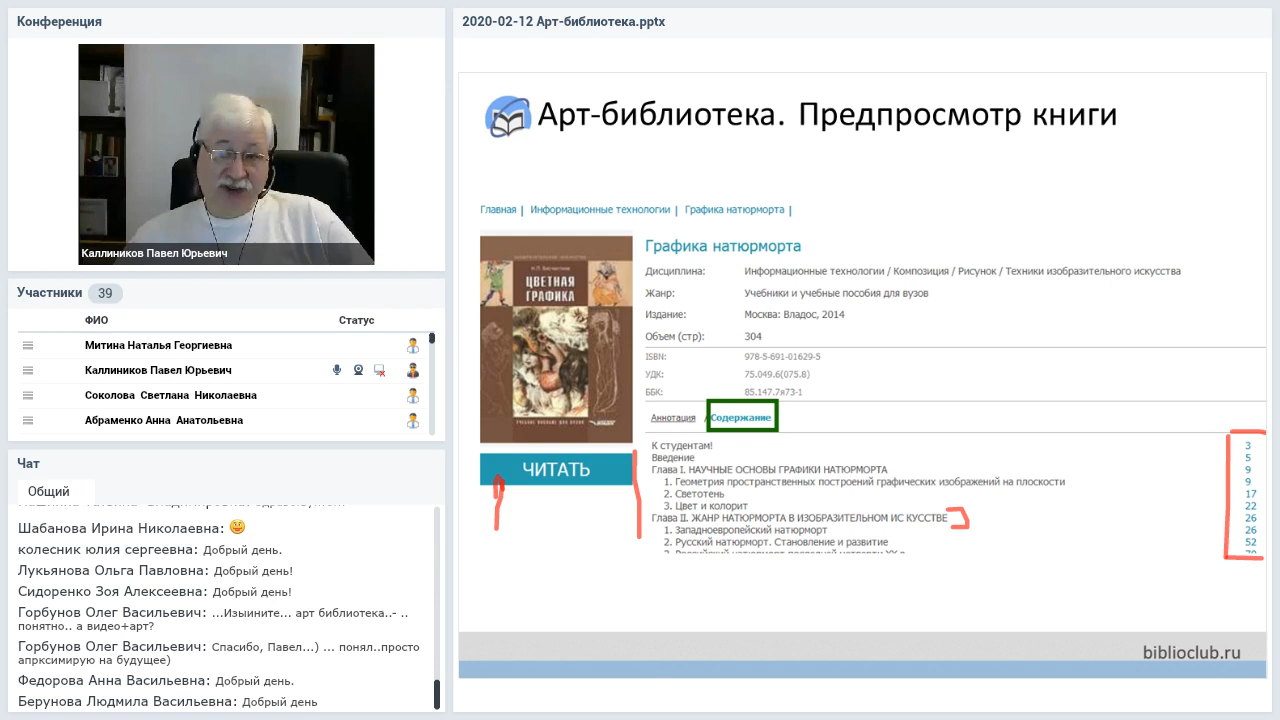 Конференция
Каллиников Павел Юрьевич
Участники 39
ФИО Статус
Митина Наталья Георгиевна
Каллиников Павел Юрьевич
Соколова Светлана Николаевна
Абраменко Анна Анатольевна
Чат
Общий
Шабанова Ирина Николаевна:
колесник юлия сергеевна: Добрый день.
Лукьянова Ольга Павловна: Добрый день!
Сидоренко Зоя Алексеевна: Добрый день!
Горбунов Олег Васильевич: ...Изыините... арт библиотека..- ..
понятно.. а видео+арт?
Горбунов Олег Васильевич: Спасибо, Павел...) ... понял..просто
апрксимирую на будущее)
Федорова Анна Васильевна: Добрый день.
Берунова Людмила Васильевна: Добрый день
2020-02-12 Арт-библиотека.pptx
Арт-библиотека. Предпросмотр книги
Главная | Информационные технологии | Графика натюрморта |
ЦВЕТНАЯ
ГРАФИКА
ЧИТАТЬ
Графика натюрморта
Дисциплина: Информационные технологии / Композиция / Рисунок / Техники изобразительного искусства
Жанр: Учебники и учебные пособия для вузов
Издание: Москва: Владос, 2014
Объем (стр): 304
ISBN: 978-5-691-01629-5
УДК: 75.049.6(075.8)
ББК: 85.147.7я73-1
Аннотация / Содержание
К студентам! 3
Введение 5
Глава I. НАУЧНЫЕ ОСНОВЫ ГРАФИКИ НАТЮРМОРТА 9
1. Геометрия пространственных построений графических изображений на плоскости 9
2. Светотень 17
3. Цвет и колорит 22
Глава II. ЖАНР НАТЮРМОРТА В ИЗОБРАЗИТЕЛЬНОМ ИС КУССТВЕ 26
1. Западноевропейский натюрморт 26
2. Русский натюрморт. Становление и развитие 52
biblioclub.ru